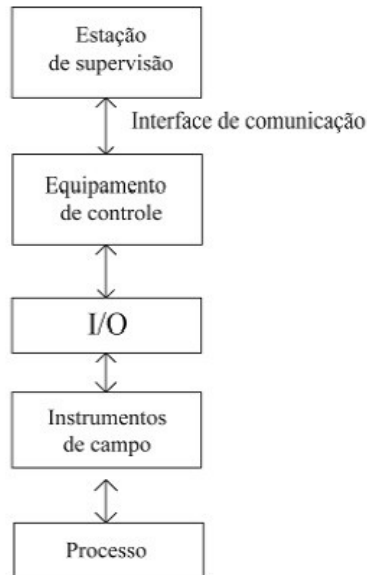 Estação
de supervisão
Interface de comunicação
Equipamento
de controle
I/O
Instrumentos
de campo
Processo